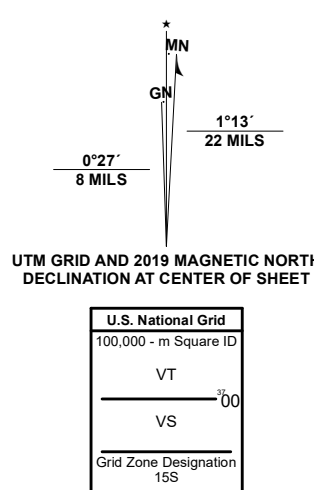 ★
MN
GN
1°13´
22 MILS
0°27´
8 MILS
UTM GRID AND 2019 MAGNETIC NORTH
DECLINATION AT CENTER OF SHEET
U.S. National Grid
100,000 - m Square ID
VT
3700
VS
Grid Zone Designation
15S